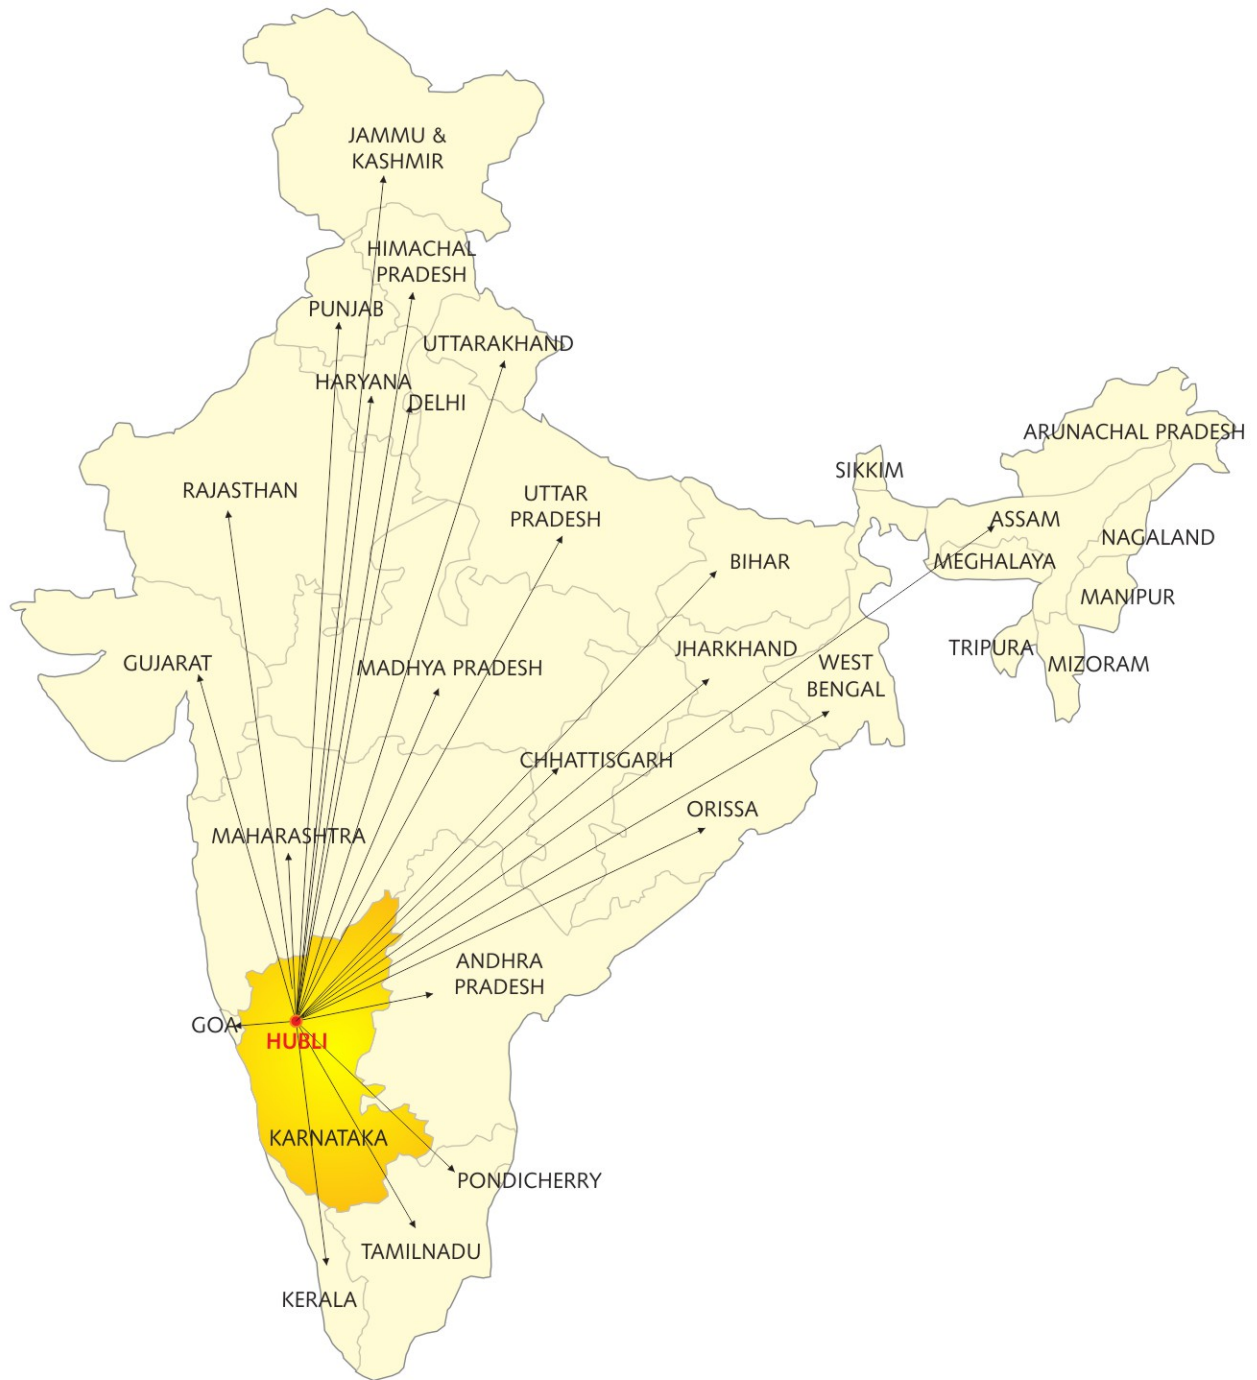 JAMMU &
KASHMIR
HIMACHAL
PRADESH
PUNJAB
UTTARAKHAND
HARYANA
DELHI
ARUNACHAL PRADESH
SIKKIM
RAJASTHAN
UTTAR
PRADESH
ASSAM
NAGALAND
BIHAR
MEGHALAYA
MANIPUR
GUJARAT
MADHYA PRADESH
JHARKHAND
WEST
BENGAL
TRIPURA
MIZORAM
CHHATTISGARH
ORISSA
MAHARASHTRA
ANDHRA
PRADESH
GOA
HUBLI
KARNATAKA
PONDICHERRY
TAMILNADU
KERALA